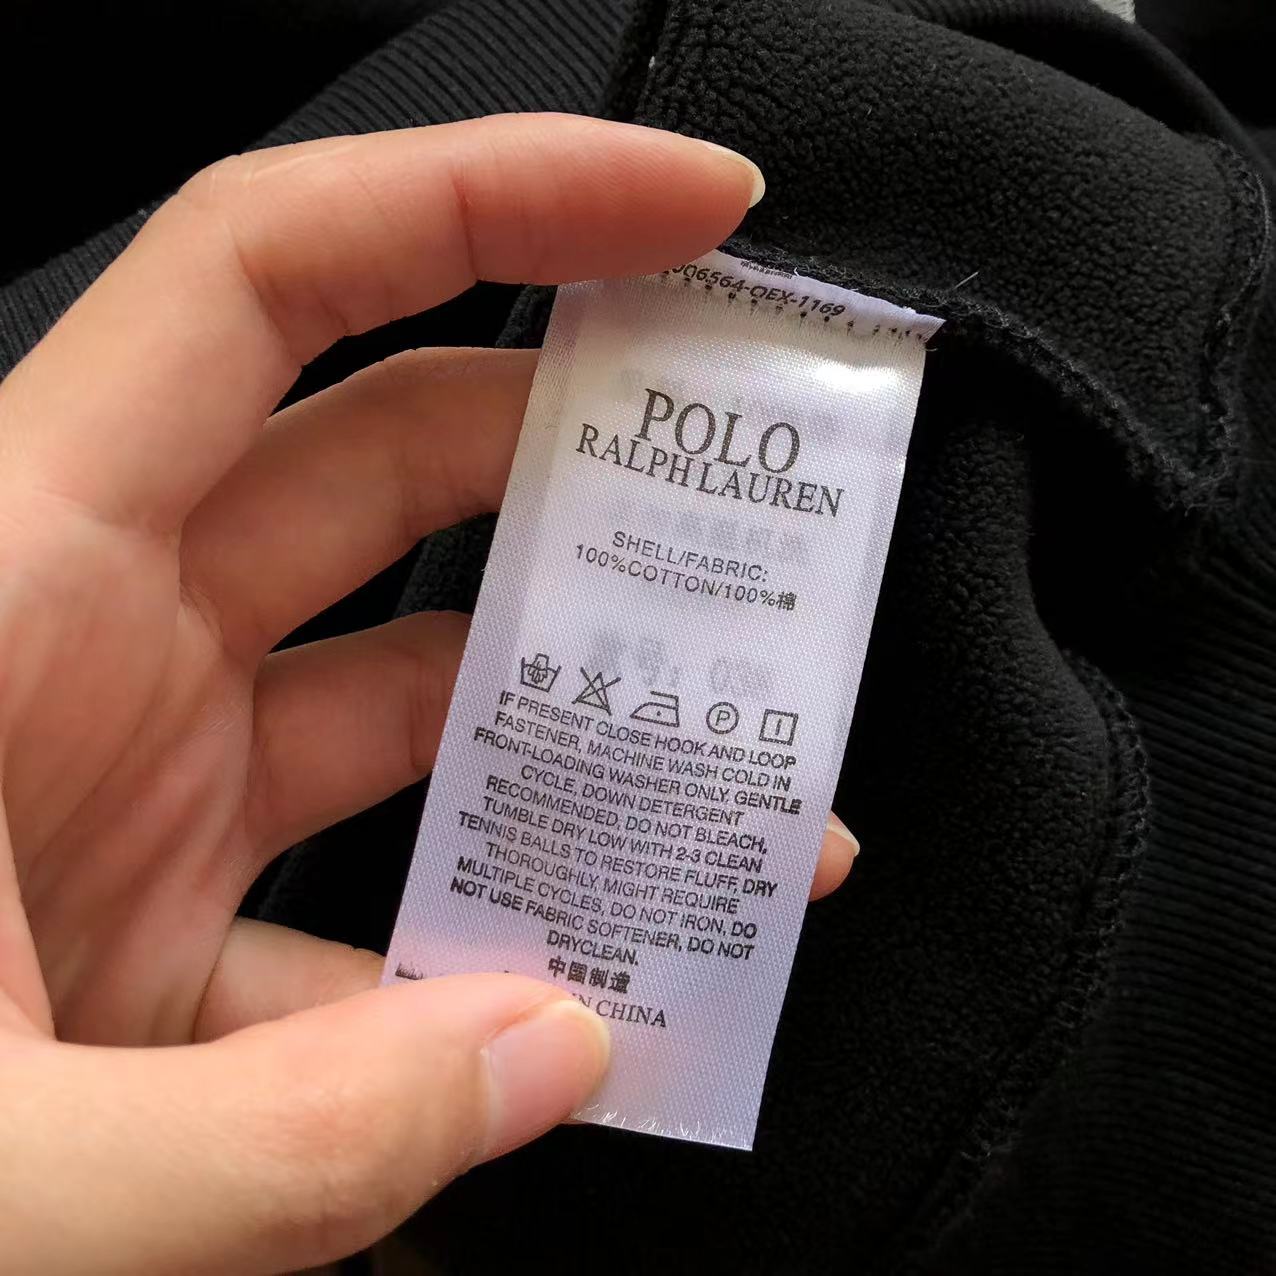 006564-OEX-1169
POLO
RALPH LAUREN
SHELL/FABRIC:
100%COTTON/100%棉
P
IF PRESENT CLOSE HOOK AND LOOP
FASTENER, MACHINE WASH COLD IN
FRONT-LOADING WASHER ONLY, GENTLE
CYCLE, DOWN DETERGENT
RECOMMENDED, DO NOT BLEACH,
TUMBLE DRY LOW WITH 2-3 CLEAN
TENNIS BALLS TO RESTORE FLUFF, DRY
THOROUGHLY, MIGHT REQUIRE
MULTIPLE CYCLES, DO NOT IRON, DO
NOT USE FABRIC SOFTENER, DO NOT
DRYCLEAN.
中国制造
IN CHINA